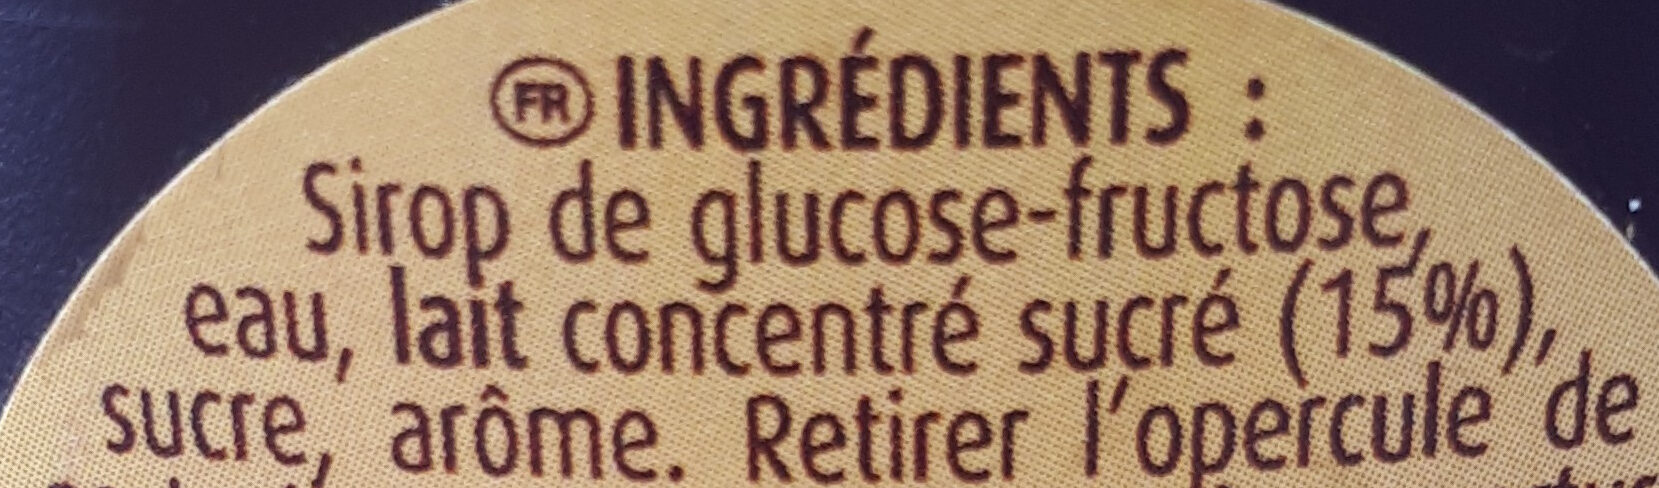 FR INGRÉDIENTS :
Sirop de glucose-fructose,
eau, lait concentré sucré (15%),
sucre, arôme. Retirer l'opercule de